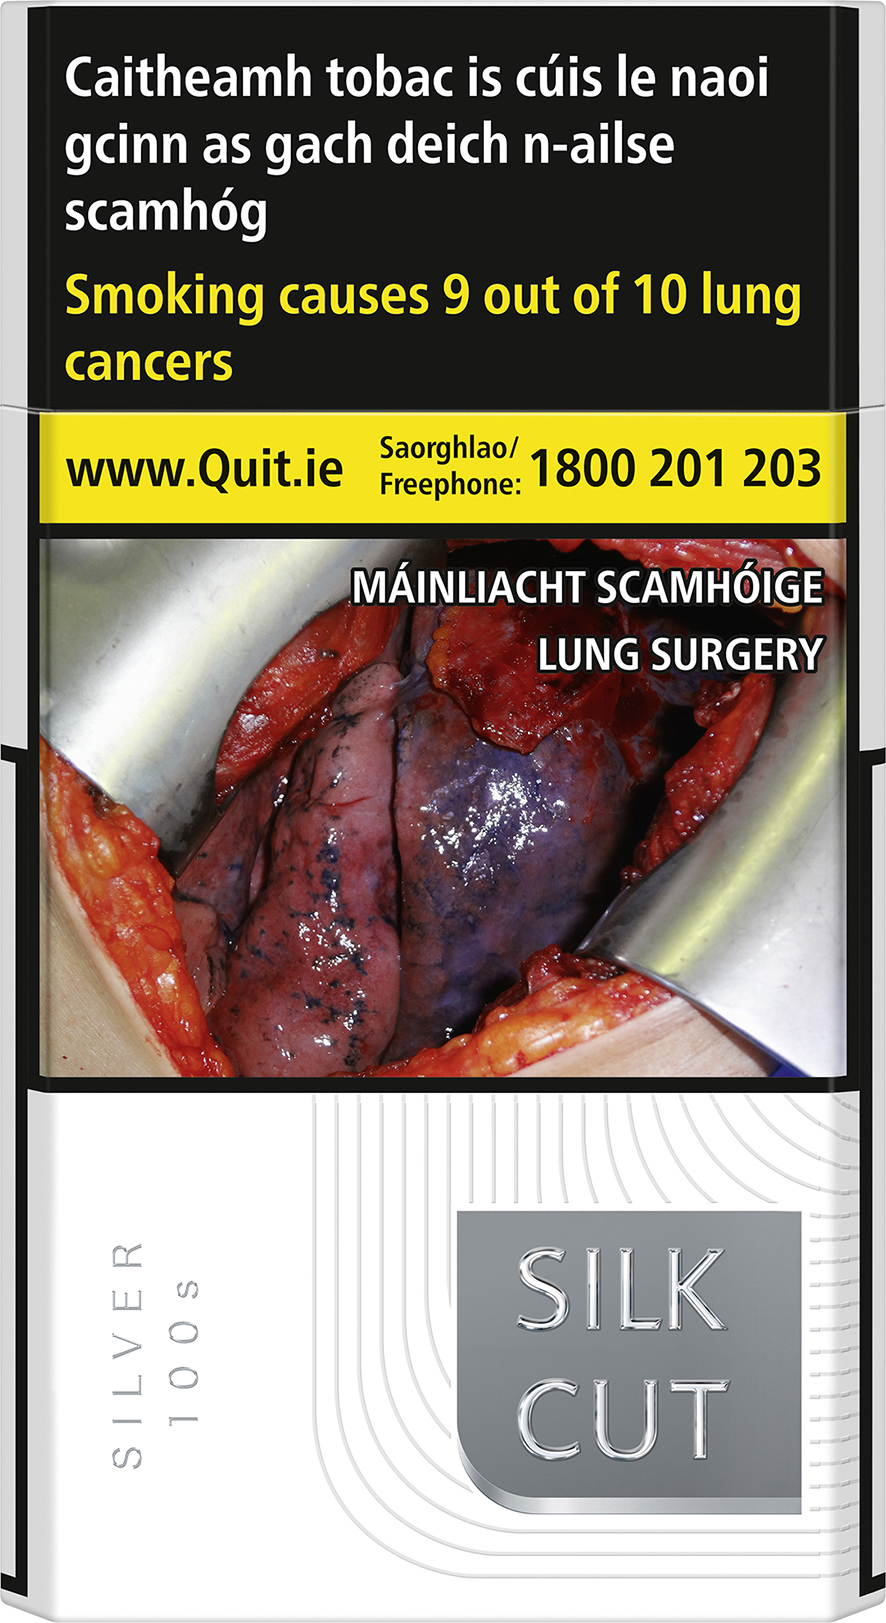 Caitheamh tobac is cúis le naoi
gcinn as gach deich n-ailse
scamhóg
Smoking causes 9 out of 10 lung
cancers
www.Quit.ie
Saorghlao/
Freephone:
1800 201 203
MÁINLIACHT SCAMHÓIGE
LUNG SURGERY
SILVER
100s
SILK
CUT